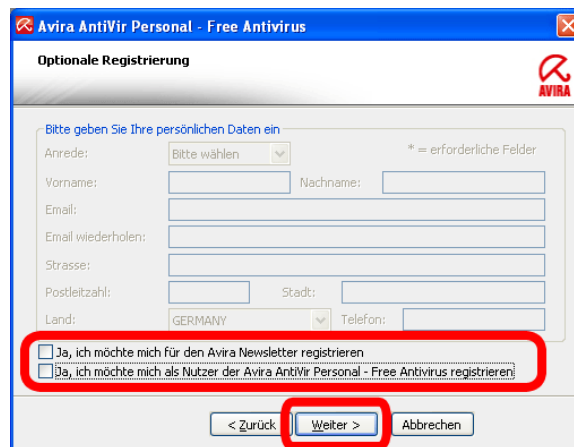 Avira AntiVir Personal - Free Antivirus
Optionale Registrierung
AVIRA
Bitte geben Sie Ihre persönlichen Daten ein
Anrede: Bitte wählen * = erforderliche Felder
Vorname: Nachname:
Email:
Email wiederholen:
Strasse:
Postleitzahl: Stadt:
Land: GERMANY Telefon:
Ja, ich möchte mich für den Avira Newsletter registrieren
Ja, ich möchte mich als Nutzer der Avira AntiVir Personal - Free Antivirus registrieren
< Zurück Weiter > Abbrechen